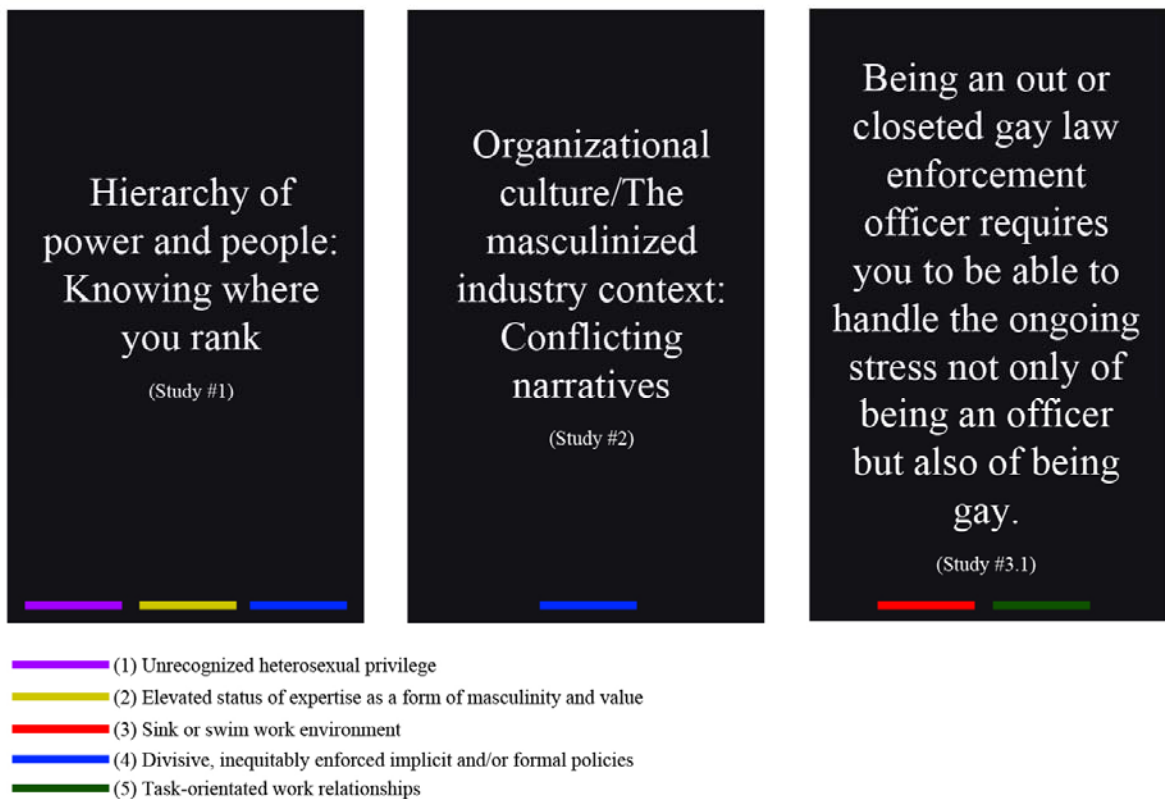 Hierarchy of
power and people:
Knowing where
you rank
(Study #1)
Organizational
culture/The
masculinized
industry context:
Conflicting
narratives
(Study #2)
Being an out or
closeted gay law
enforcement
officer requires
you to be able to
handle the ongoing
stress not only of
being an officer
but also of being
gay.
(Study #3.1)
(1) Unrecognized heterosexual privilege
(2) Elevated status of expertise as a form of masculinity and value
(3) Sink or swim work environment
(4) Divisive, inequitably enforced implicit and/or formal policies
(5) Task-orientated work relationships